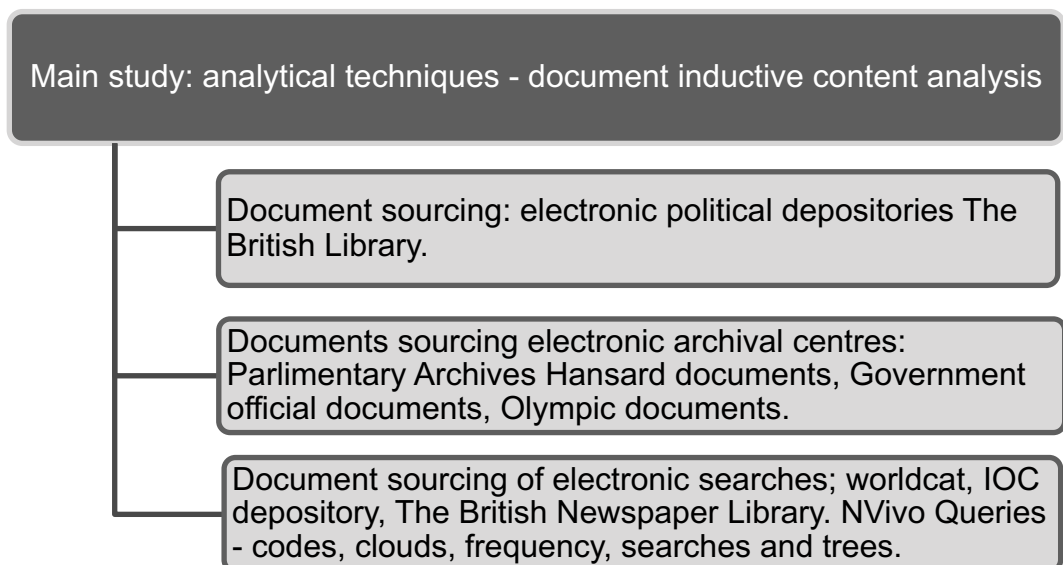 Main study: analytical techniques - document inductive content analysis
Document sourcing: electronic political depositories The
British Library.
Documents sourcing electronic archival centres:
Parlimentary Archives Hansard documents, Government
official documents, Olympic documents.
Document sourcing of electronic searches; worldcat, IOC
depository, The British Newspaper Library. NVivo Queries
- codes, clouds, frequency, searches and trees.